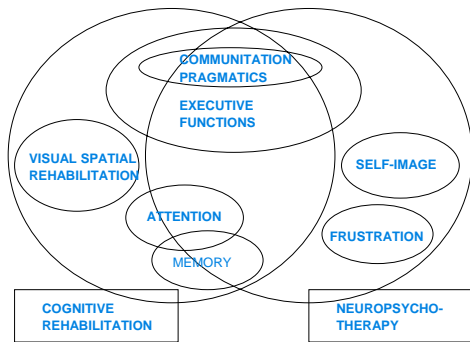 COMMUNITATION
PRAGMATICS
EXECUTIVE
FUNCTIONS
VISUAL SPATIAL
REHABILITATION
SELF-IMAGE
ATTENTION
FRUSTRATION
MEMORY
COGNITIVE
REHABILITATION
NEUROPSYCHO-
THERAPY